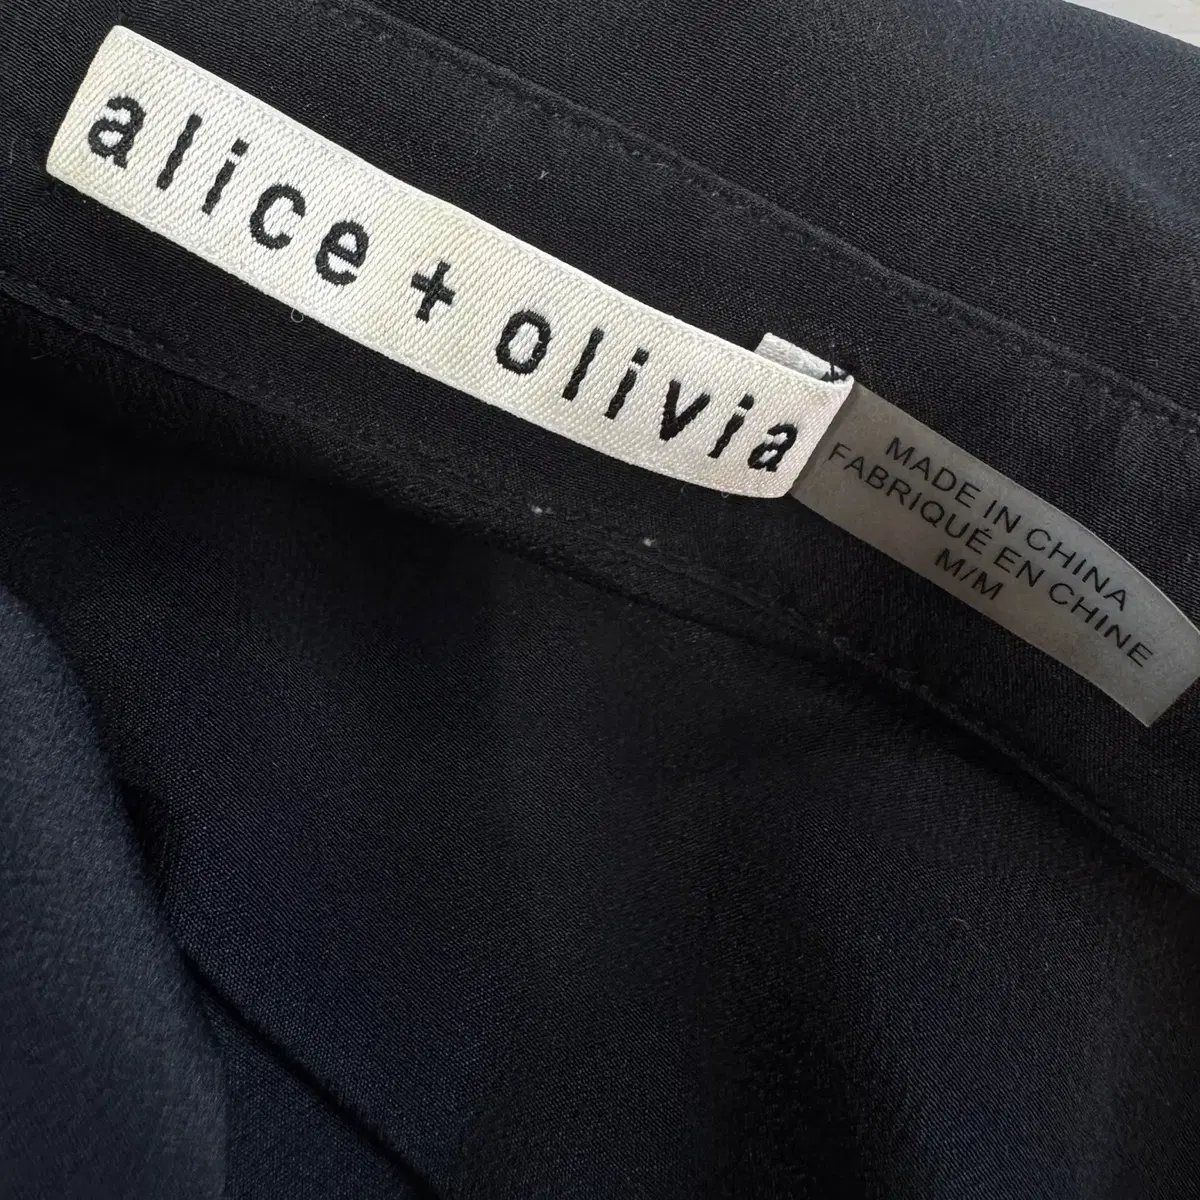 alice + olivia
MADE IN CHINA
FABRIQUÉ EN CHINE
M/M